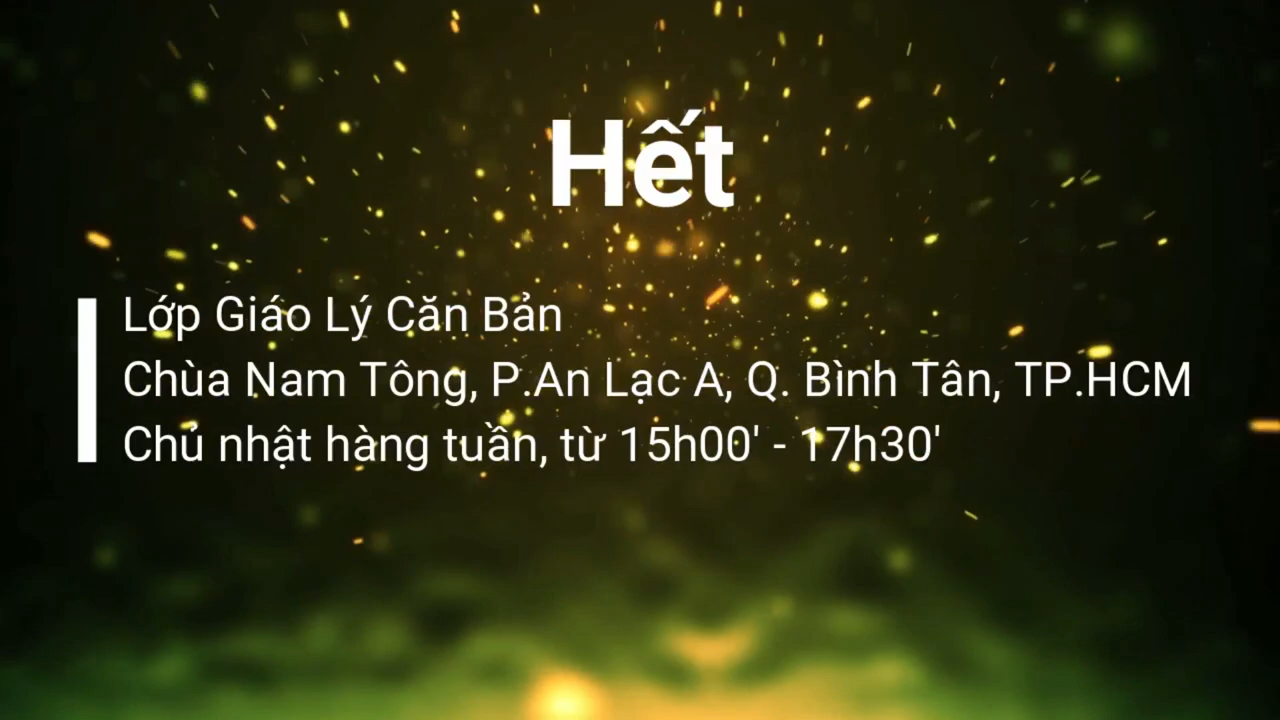 Hết
Lớp Giáo Lý Căn Bản
Chùa Nam Tông, P.An Lạc A, Q. Bình Tân, TP.HCM
Chủ nhật hàng tuần, từ 15h00' - 17h30'